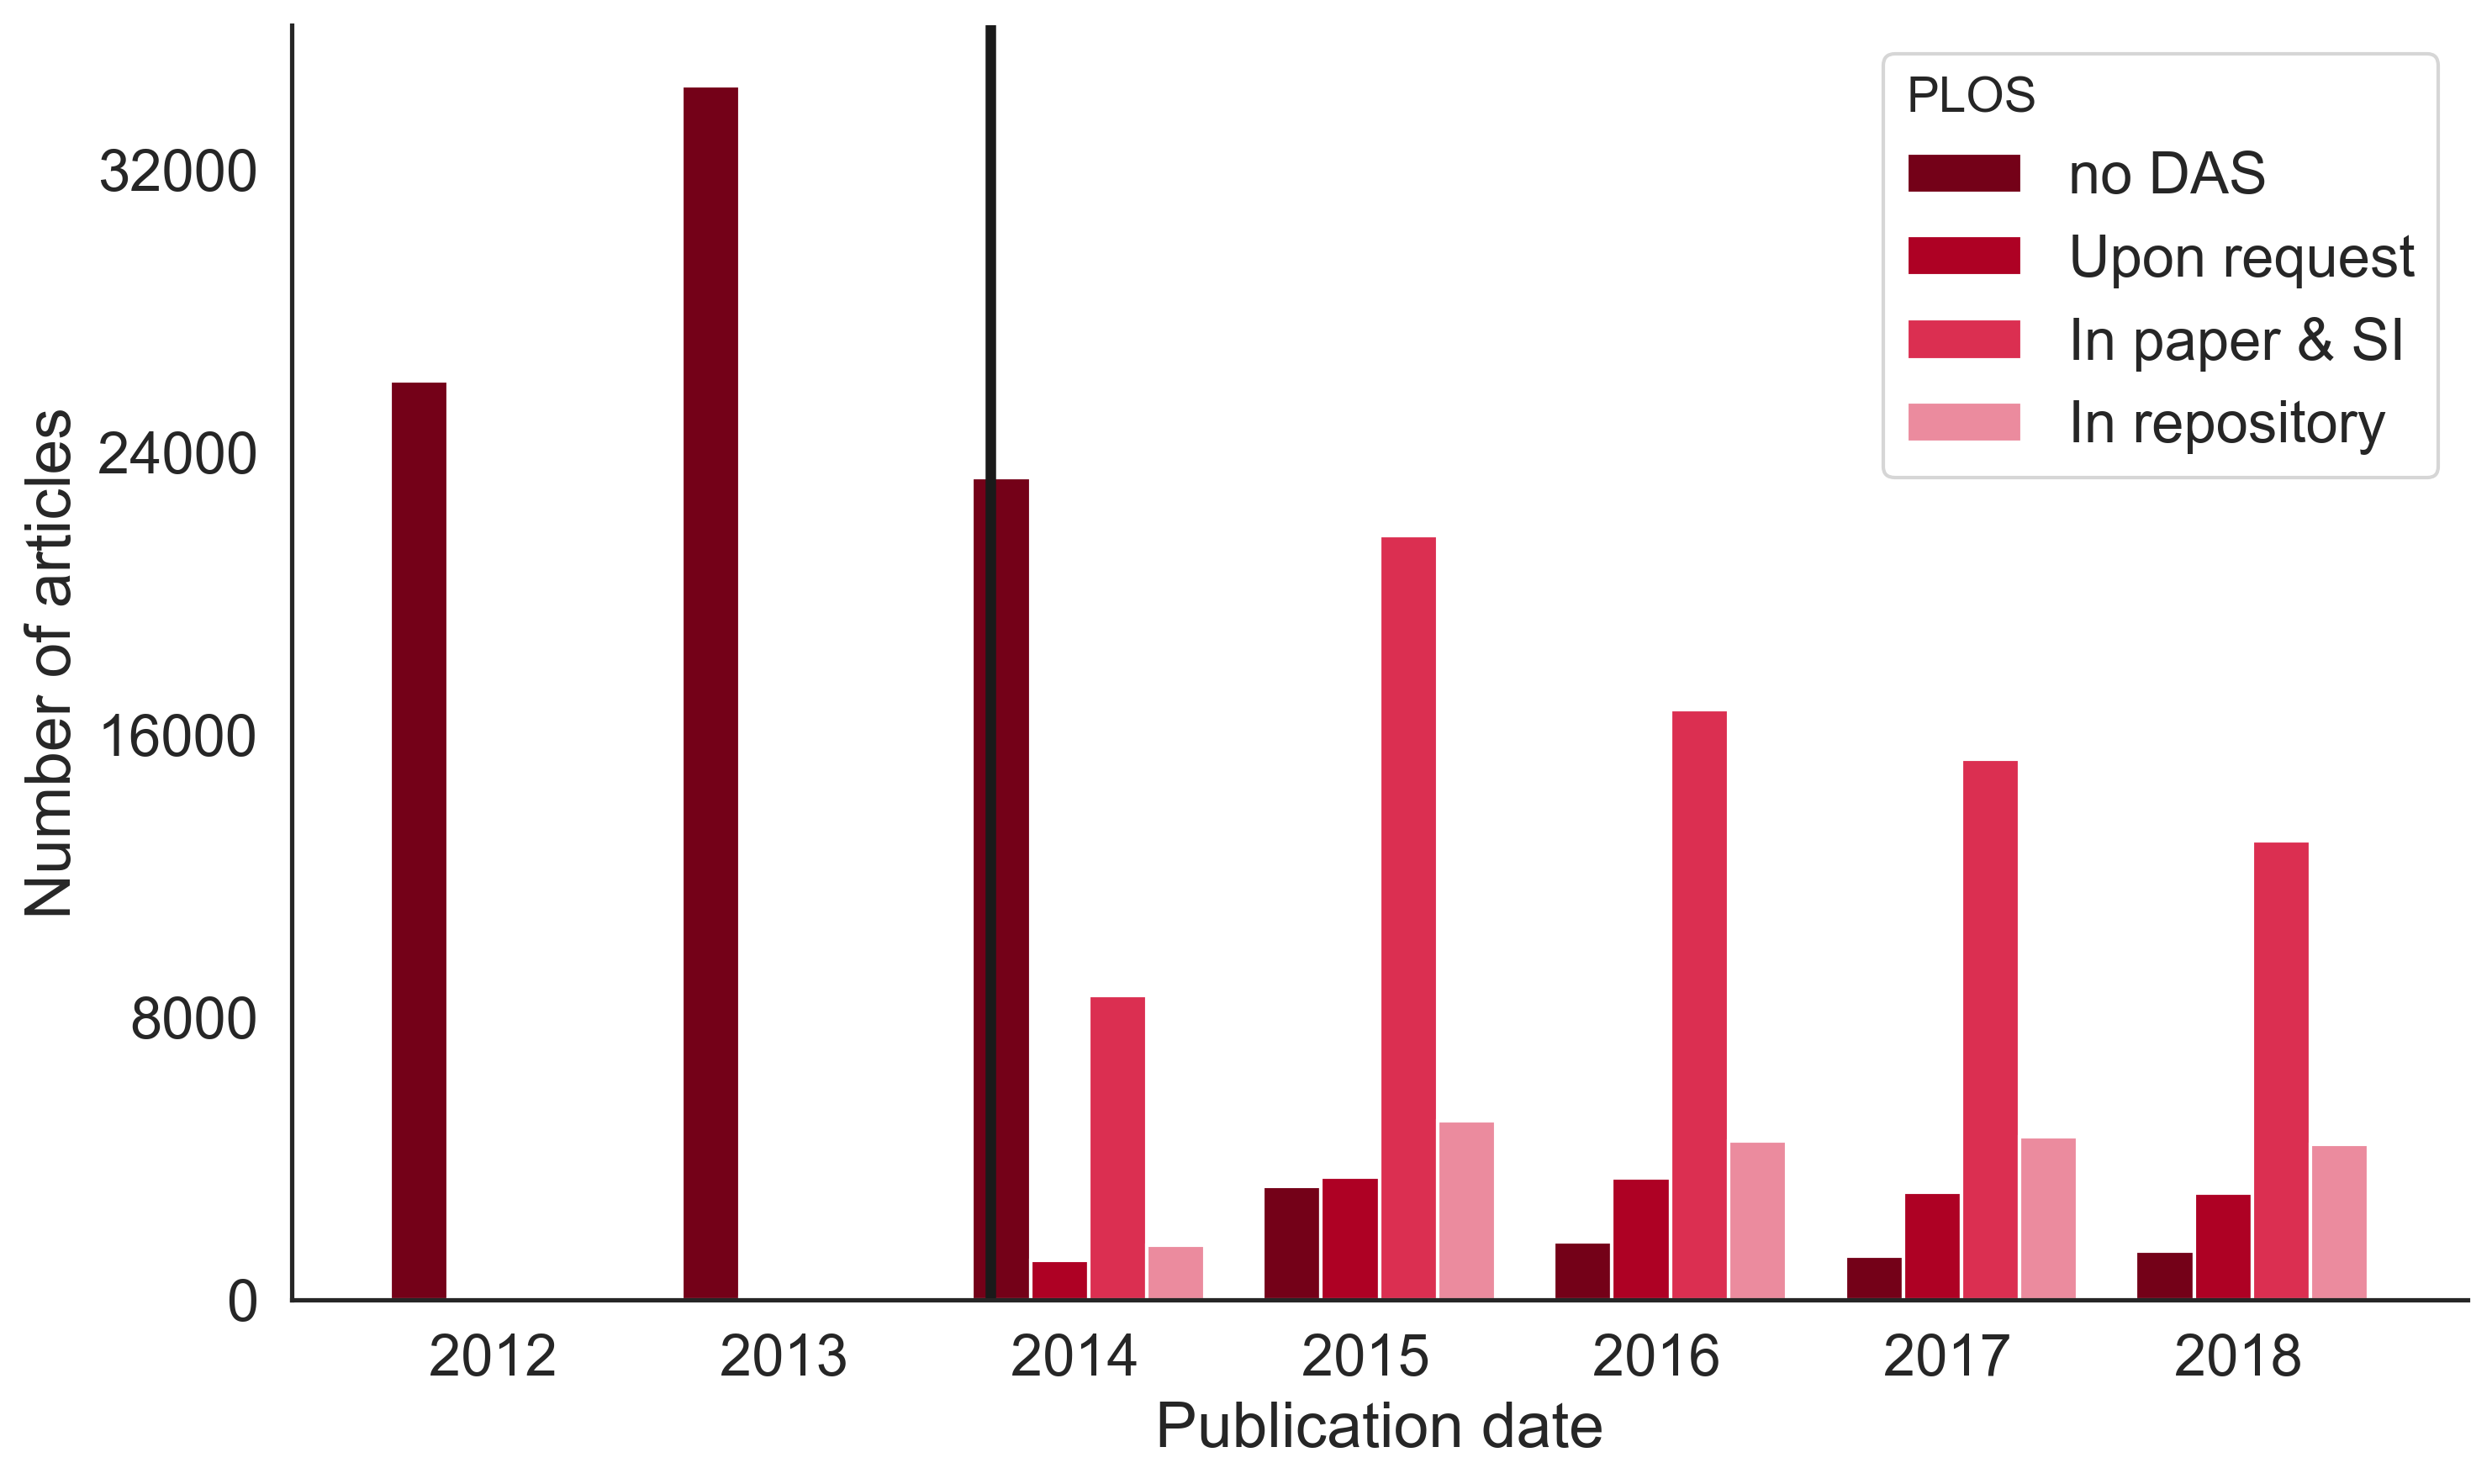 PLOS
no DAS
Upon request
In paper & SI
In repository
Number of articles
32000
24000
16000
8000
0
2012 2013 2014 2015 2016 2017 2018
Publication date